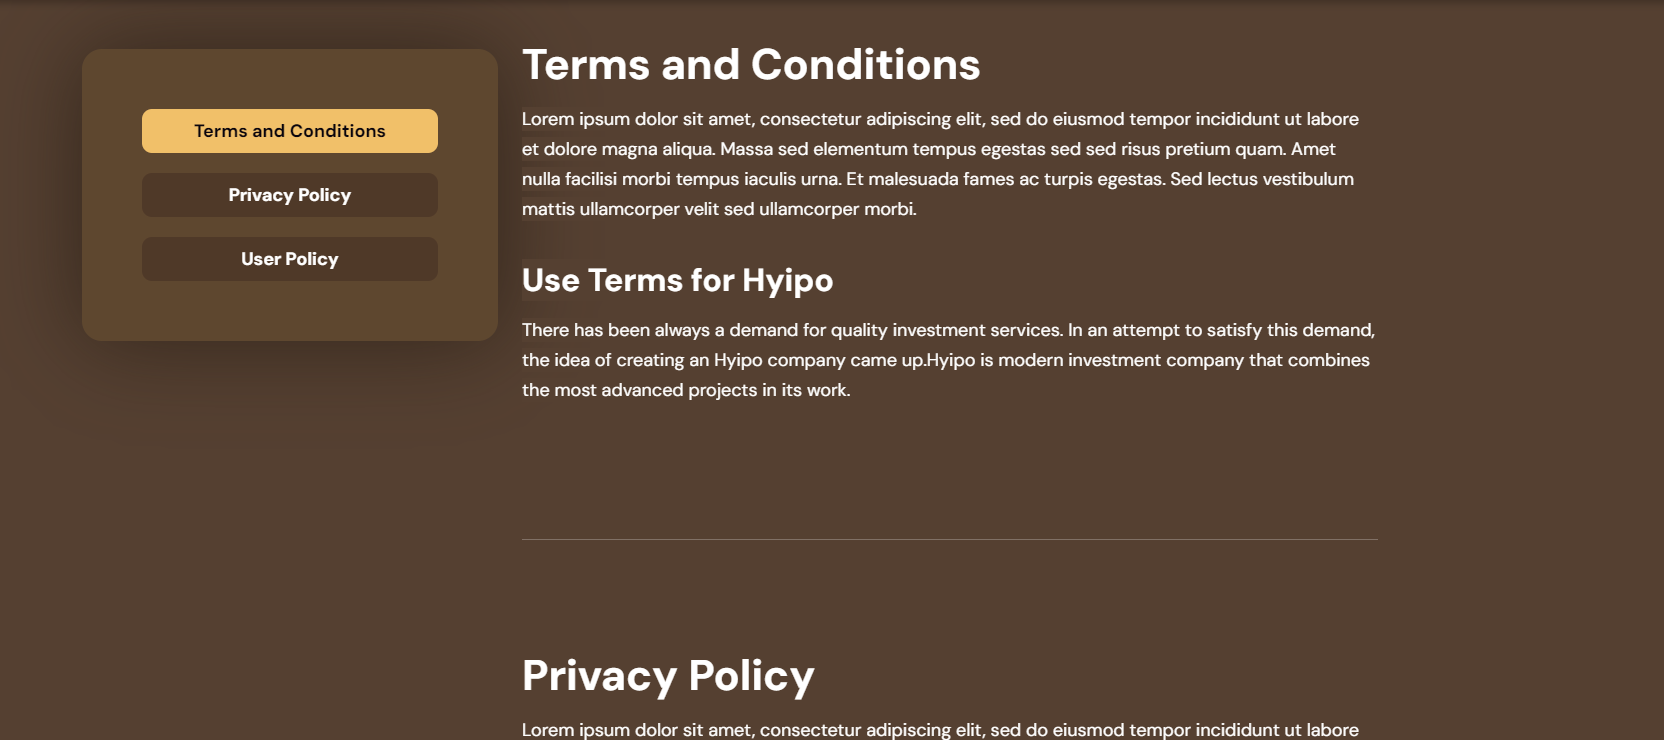 Terms and Conditions
Privacy Policy
User Policy
Terms and Conditions
Lorem ipsum dolor sit amet, consectetur adipiscing elit, sed do eiusmod tempor incididunt ut labore
et dolore magna aliqua. Massa sed elementum tempus egestas sed sed risus pretium quam. Amet
nulla facilisi morbi tempus iaculis urna. Et malesuada fames ac turpis egestas. Sed lectus vestibulum
mattis ullamcorper velit sed ullamcorper morbi.
Use Terms for Hyipo
There has been always a demand for quality investment services. In an attempt to satisfy this demand,
the idea of creating an Hyipo company came up.Hyipo is modern investment company that combines
the most advanced projects in its work.
Privacy Policy
Lorem ipsum dolor sit amet, consectetur adipiscing elit, sed do eiusmod tempor incididunt ut labore